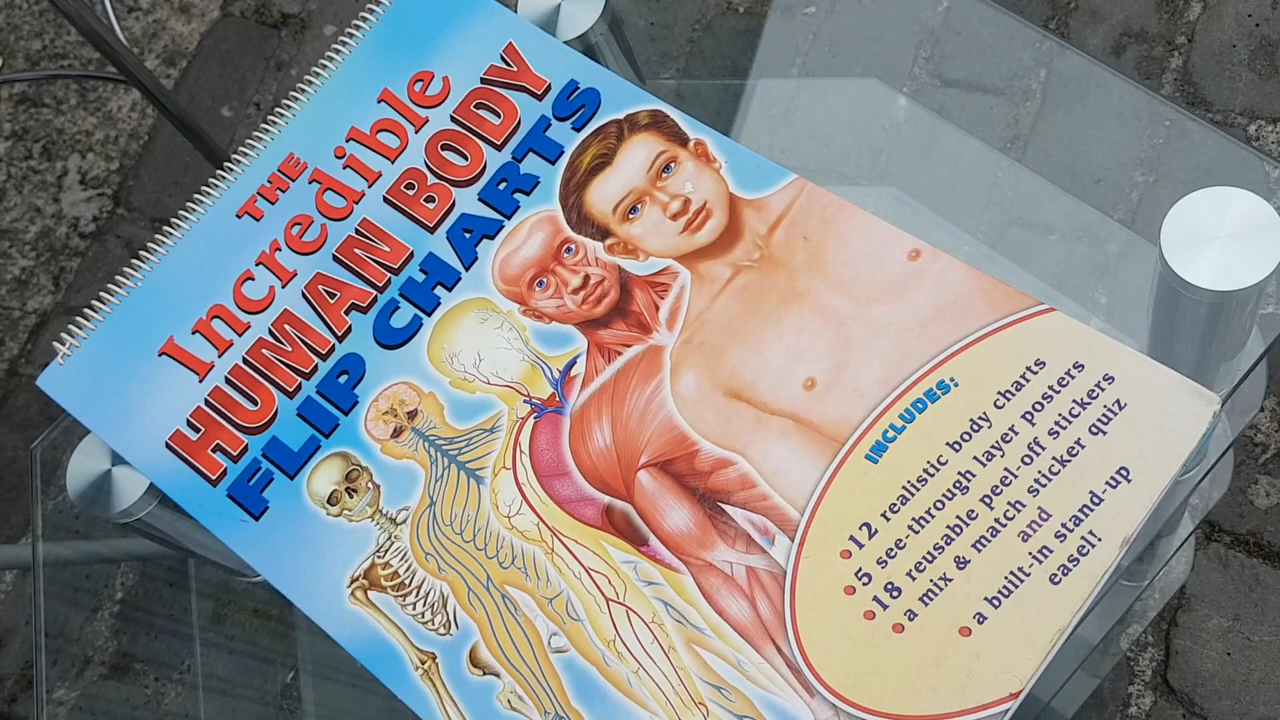 THE
Incredible
HUMAN BODY
FLIP CHARTS
INCLUDES:
• 12 realistic body charts
• 5 see-through layer posters
• 18 reusable peel-off stickers
• a mix & match sticker quiz
and
• a built-in stand-up
easel!